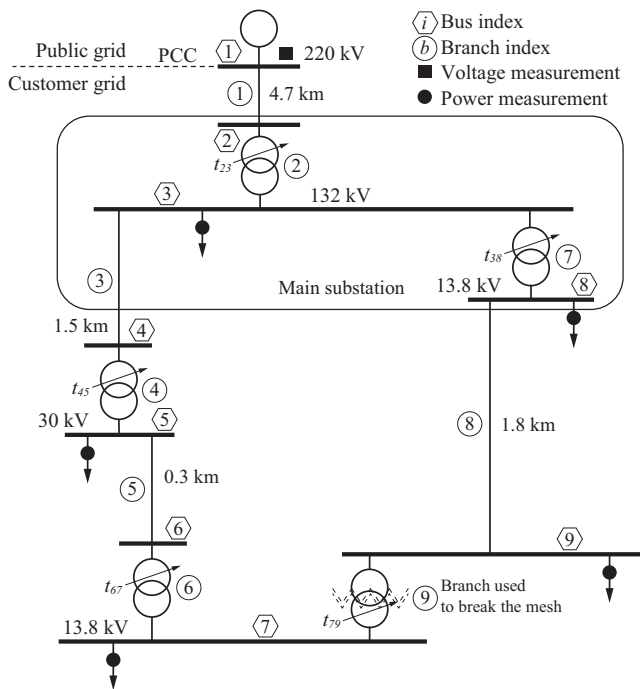 i Bus index
b Branch index
Voltage measurement
Power measurement
Public grid
PCC
1
220 kV
Customer grid
1
4.7 km
2
t23
2
3
132 kV
t38
7
3
Main substation
13.8 kV
8
1.5 km
4
t45
4
30 kV
5
8
1.8 km
5
0.3 km
6
9
t67
6
t79
9
Branch used
to break the mesh
13.8 kV
7